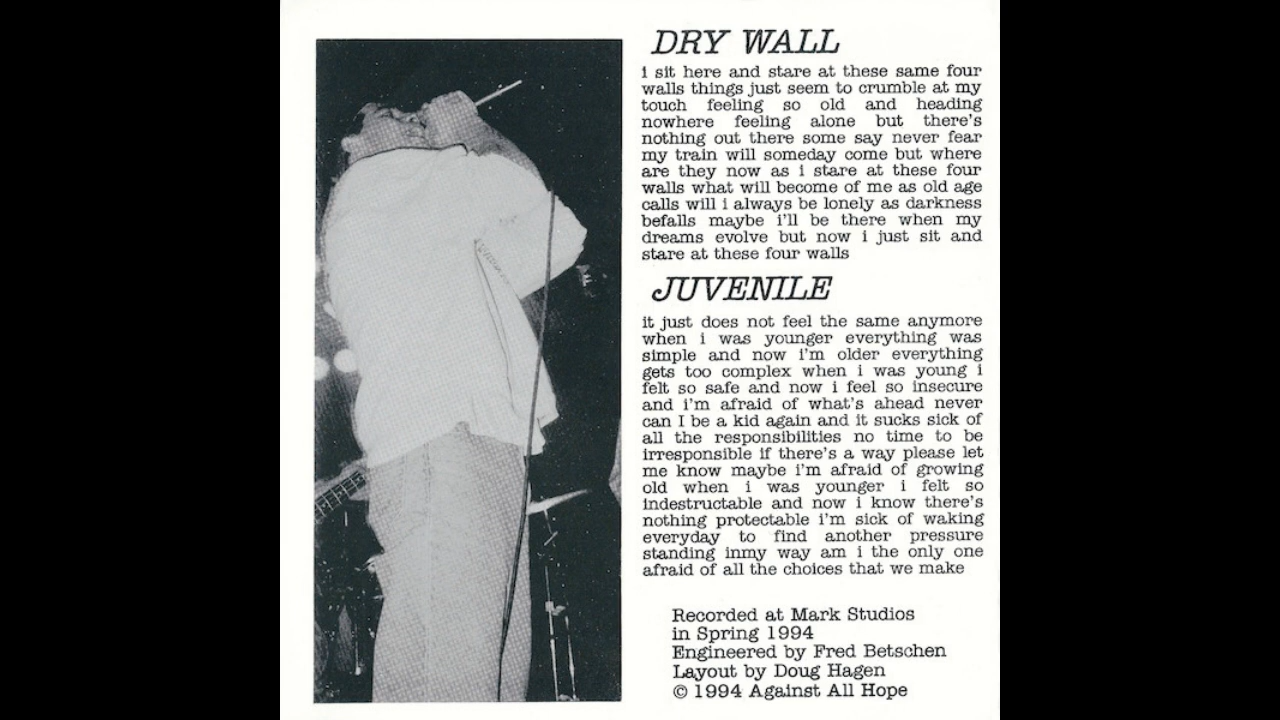 DRY WALL
i sit here and stare at these same four
walls things just seem to crumble at my
touch feeling so old and heading
nowhere feeling alone but there's
nothing out there some say never fear
my train will someday come but where
are they now as i stare at these four
walls what will become of me as old age
calls will i always be lonely as darkness
befalls maybe i'll be there when my
dreams evolve but now i just sit and
stare at these four walls
JUVENILE
it just does not feel the same anymore
when i was younger everything was
simple and now i'm older everything
gets too complex when i was young i
felt so safe and now i feel so insecure
and i'm afraid of what's ahead never
can I be a kid again and it sucks sick of
all the responsibilities no time to be
irresponsible if there's a way please let
me know maybe i'm afraid of growing
old when i was younger i felt so
indestructable and now i know there's
nothing protectable i'm sick of waking
everyday to find another pressure
standing inmy way am i the only one
afraid of all the choices that we make
Recorded at Mark Studios
in Spring 1994
Engineered by Fred Betschen
Layout by Doug Hagen
© 1994 Against All Hope